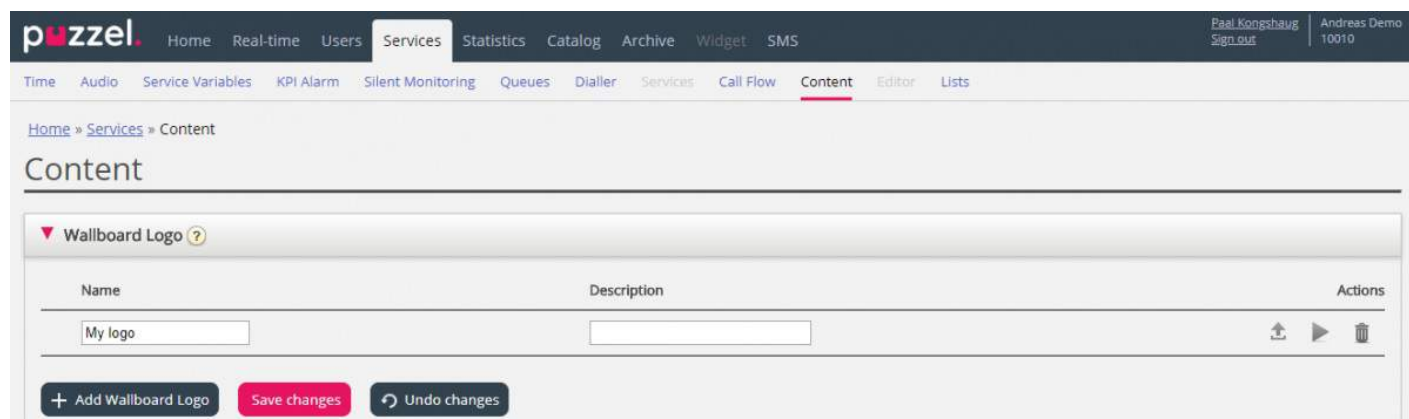 puzzel.
Home Real-time Users Services Statistics Catalog Archive Widget SMS
Paal Kongshaug
Sign out
Andreas Demo
10010
Time Audio Service Variables KPI Alarm Silent Monitoring Queues Dialler Services Call Flow Content Editor Lists
Home » Services » Content
Content
Wallboard Logo ?
Name Description Actions
My logo
+ Add Wallboard Logo Save changes Undo changes